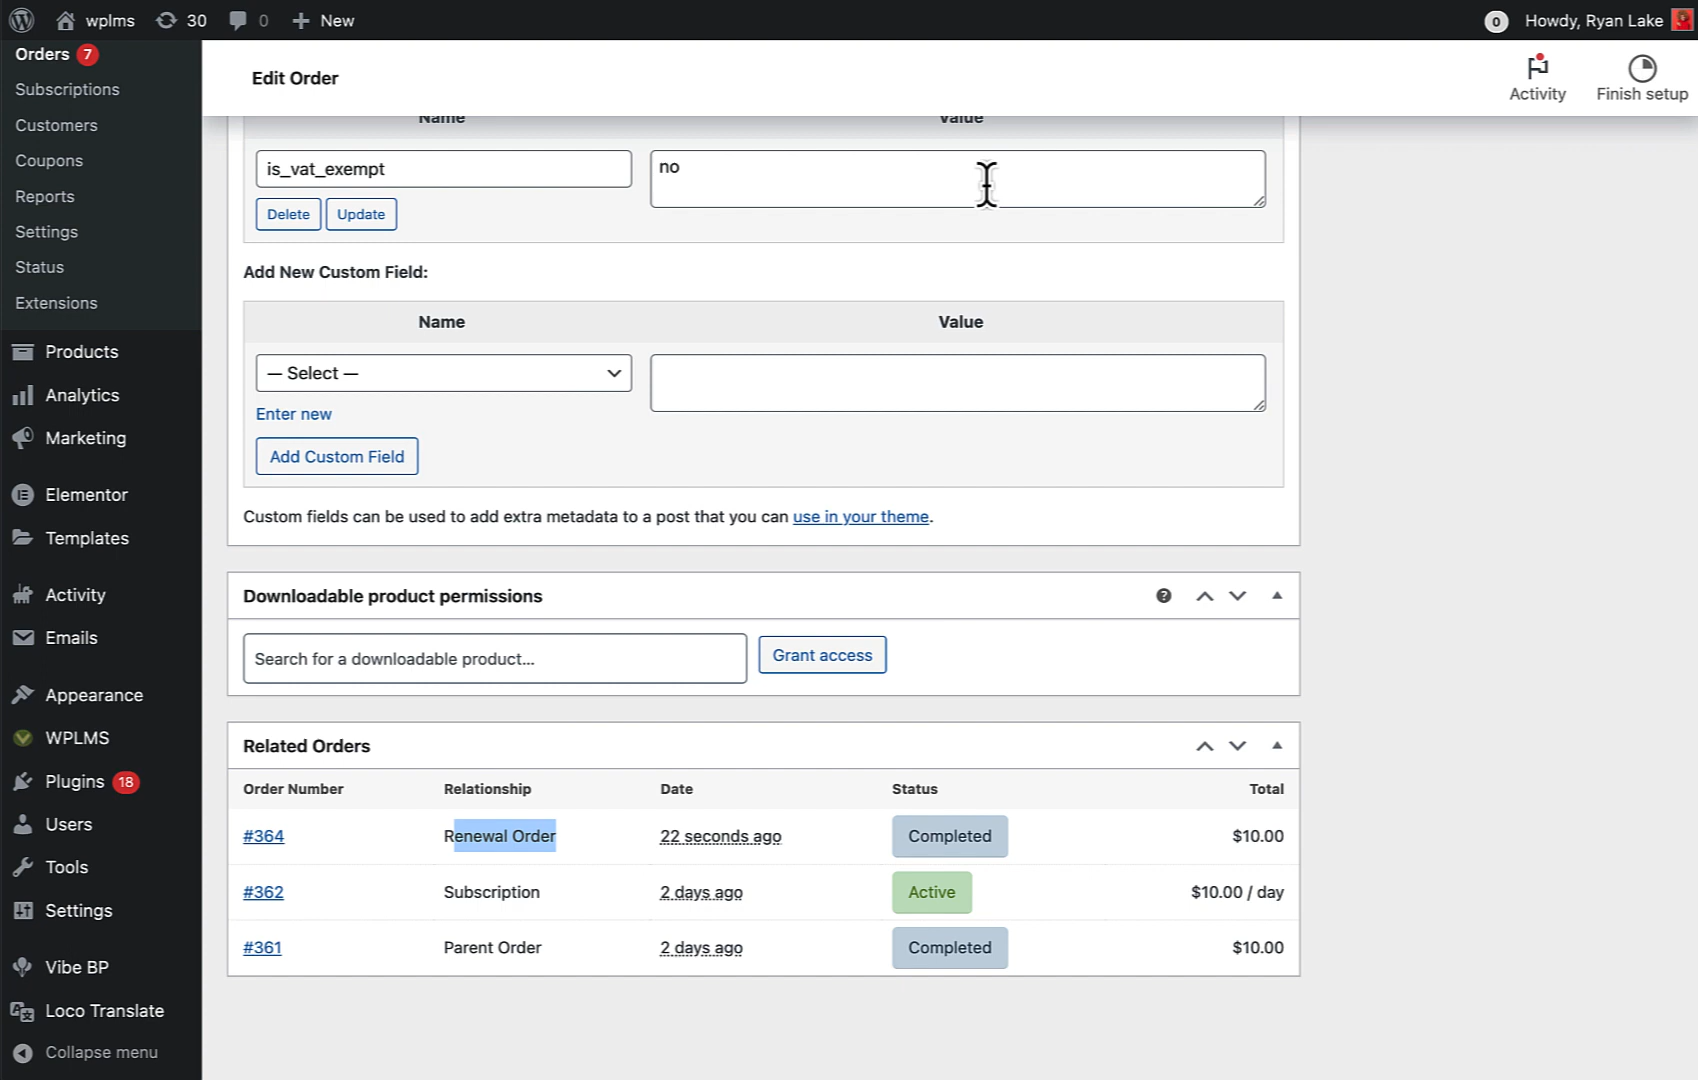 wplms 30 0 New 0 Howdy, Ryan Lake
Orders 7
Subscriptions
Customers
Coupons
Reports
Settings
Status
Extensions
Products
Analytics
Marketing
Elementor
Templates
Activity
Emails
Appearance
WPLMS
Plugins 18
Users
Tools
Settings
Vibe BP
Loco Translate
Collapse menu
Edit Order
Activity
Finish setup
Name Value
is_vat_exempt no
Delete Update
Add New Custom Field:
Name Value
— Select —
Enter new
Add Custom Field
Custom fields can be used to add extra metadata to a post that you can use in your theme.
Downloadable product permissions
Search for a downloadable product... Grant access
Related Orders
Order Number Relationship Date Status Total
#364 Renewal Order 22 seconds ago Completed $10.00
#362 Subscription 2 days ago Active $10.00 / day
#361 Parent Order 2 days ago Completed $10.00